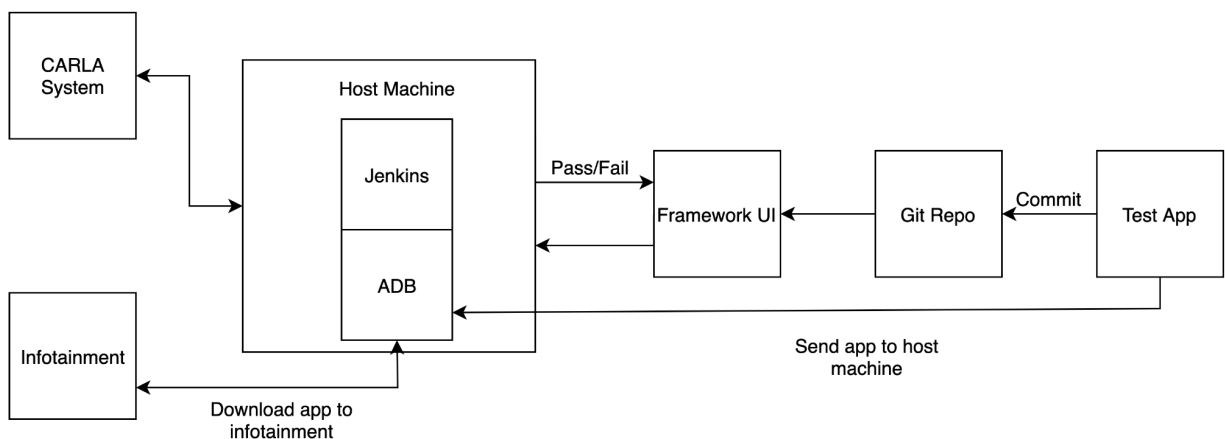 CARLA
System
Host Machine
Jenkins
ADB
Pass/Fail
Framework UI
Git Repo
Commit
Test App
Infotainment
Download app to
infotainment
Send app to host
machine